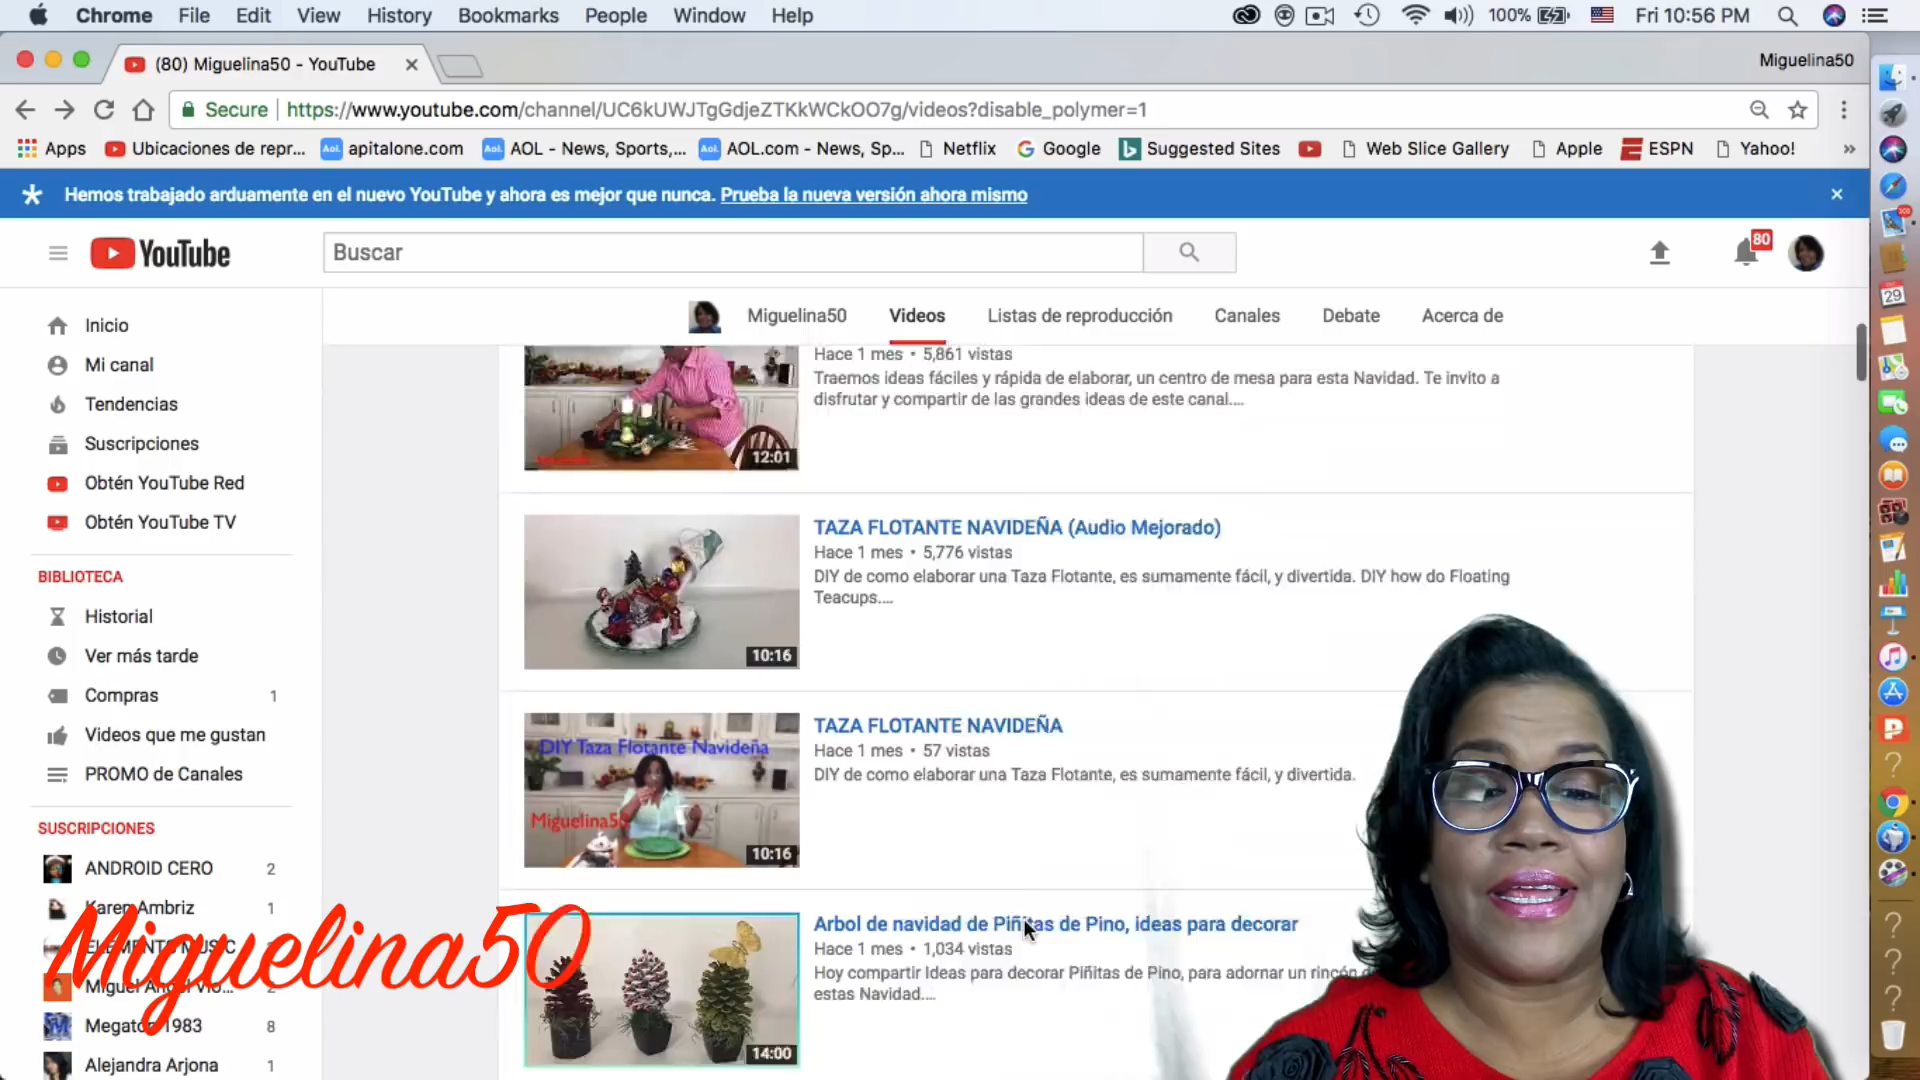 Chrome File Edit View History Bookmarks People Window Help 100% Fri 10:56 PM
(80) Miguelina50 - YouTube Miguelina50
Secure https://www.youtube.com/channel/UC6kUWJTgGdjeZTKkWCkOO7g/videos?disable_polymer=1
Apps Ubicaciones de repr... Aol. apitalone.com Aol. AOL - News, Sports,... Aol. AOL.com - News, Sp... Netflix Google Suggested Sites Web Slice Gallery Apple ESPN Yahoo! »
Hemos trabajado arduamente en el nuevo YouTube y ahora es mejor que nunca. Prueba la nueva versión ahora mismo
YouTube Buscar 80
Miguelina50 Videos Listas de reproducción Canales Debate Acerca de
Inicio
Mi canal
Tendencias
Suscripciones
Obtén YouTube Red
Obtén YouTube TV
BIBLIOTECA
Historial
Ver más tarde
Compras 1
Videos que me gustan
PROMO de Canales
SUSCRIPCIONES
ANDROID CERO 2
Karen Ambriz 1
ELEMENTO MUSIC
Miguel Angel 2
Megaton 1983 8
Alejandra Arjona 1
Miguelina50
Hace 1 mes • 5,861 vistas
Traemos ideas fáciles y rápida de elaborar, un centro de mesa para esta Navidad. Te invito a
disfrutar y compartir de las grandes ideas de este canal....
12:01
TAZA FLOTANTE NAVIDEÑA (Audio Mejorado)
Hace 1 mes • 5,776 vistas
DIY de como elaborar una Taza Flotante, es sumamente fácil, y divertida. DIY how do Floating
Teacups....
10:16
TAZA FLOTANTE NAVIDEÑA
Hace 1 mes • 57 vistas
DIY de como elaborar una Taza Flotante, es sumamente fácil, y divertida.
DIY Taza Flotante Navideña
Miguelina50
10:16
Arbol de navidad de Piñitas de Pino, ideas para decorar
Hace 1 mes • 1,034 vistas
Hoy compartir Ideas para decorar Piñitas de Pino, para adornar un rincón
estas Navidad....
14:00
29